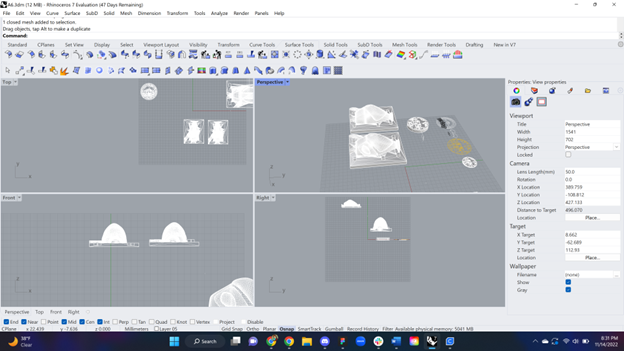 A6.3dm (12 MB) - Rhinoceros 7 Evaluation (47 Days Remaining)
File Edit View Curve Surface SubD Solid Mesh Dimension Transform Tools Analyze Render Panels Help
1 closed mesh added to selection.
Drag objects, tap Alt to make a duplicate
Command:
Standard CPlanes Set View Display Select Viewport Layout Visibility Transform Curve Tools Surface Tools Solid Tools SubD Tools Mesh Tools Render Tools Drafting New in V7
Top
Perspective
Front
Right
Properties: View properties
Viewport
Title Perspective
Width 1541
Height 702
Projection Perspective
Locked
Camera
Lens Length(mm) 50.0
Rotation 0.0
X Location 389.759
Y Location -108.812
Z Location 427.133
Distance to Target 496.070
Location Place...
Target
X Target 8.662
Y Target -62.689
Z Target 112.93
Location Place...
Wallpaper
Filename (none)
Show
Gray
Perspective Top Front Right
End Near Point Mid Cen Int Perp Tan Quad Knot Vertex Project Disable
CPlane x 22.439 y -7.636 z 0.000 Millimeters Layer 05 Grid Snap Ortho Planar Osnap SmartTrack Gumball Record History Filter Available physical memory: 5041 MB
38°F
Clear
Search
8:31 PM
11/14/2022